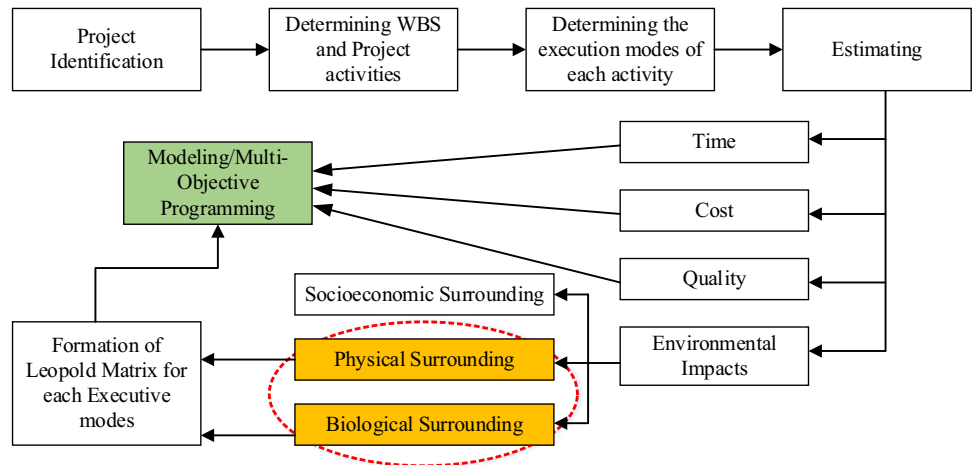 Project
Identification
Determining WBS
and Project
activities
Determining the
execution modes of
each activity
Estimating
Time
Modeling/Multi-
Objective
Programming
Cost
Quality
Socioeconomic Surrounding
Formation of
Leopold Matrix for
each Executive
modes
Physical Surrounding
Environmental
Impacts
Biological Surrounding